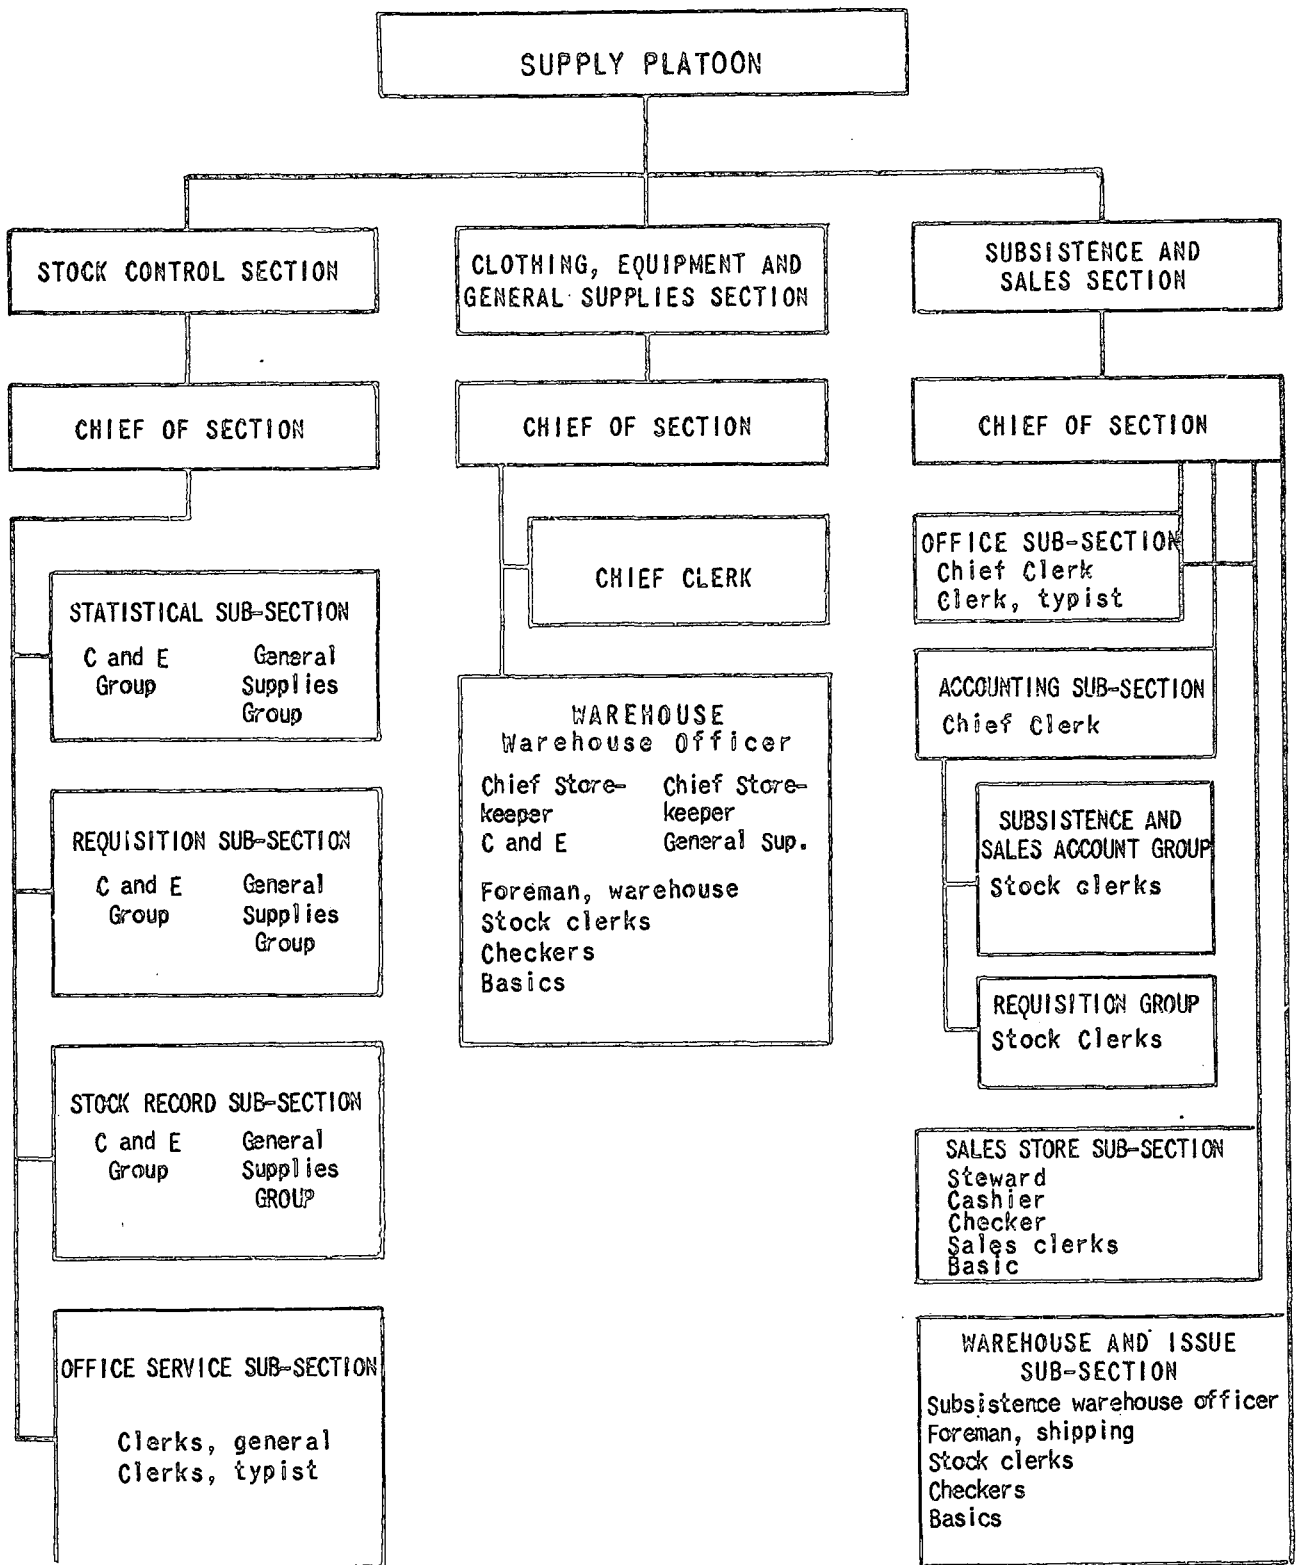 SUPPLY PLATOON
STOCK CONTROL SECTION
CHIEF OF SECTION
STATISTICAL SUB-SECTION
C and E General
Group Supplies
Group
REQUISITION SUB-SECTION
C and E General
Group Supplies
Group
STOCK RECORD SUB-SECTION
C and E General
Group Supplies
GROUP
OFFICE SERVICE SUB-SECTION
Clerks, general
Clerks, typist
CLOTHING, EQUIPMENT AND
GENERAL SUPPLIES SECTION
CHIEF OF SECTION
CHIEF CLERK
WAREHOUSE
Warehouse Officer
Chief Store- Chief Store-
keeper keeper
C and E General Sup.
Foreman, warehouse
Stock clerks
Checkers
Basics
SUBSISTENCE AND
SALES SECTION
CHIEF OF SECTION
OFFICE SUB-SECTION
Chief Clerk
Clerk, typist
ACCOUNTING SUB-SECTION
Chief Clerk
SUBSISTENCE AND
SALES ACCOUNT GROUP
Stock clerks
REQUISITION GROUP
Stock Clerks
SALES STORE SUB-SECTION
Steward
Cashier
Checker
Sales clerks
Basic
WAREHOUSE AND ISSUE
SUB-SECTION
Subsistence warehouse officer
Foreman, shipping
Stock clerks
Checkers
Basics